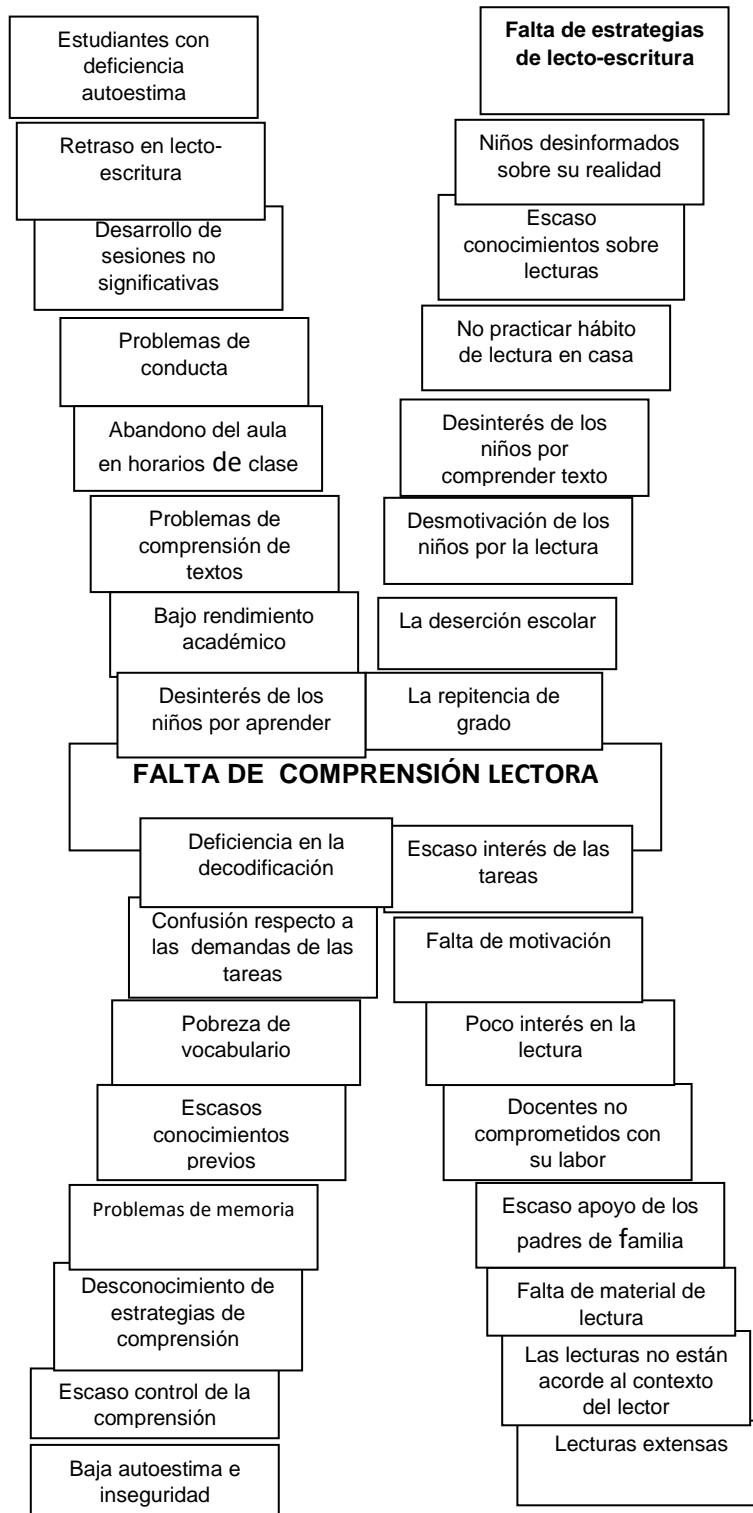 Estudiantes con
deficiencia
autoestima
Falta de estrategias
de lecto-escritura
Retraso en lecto-
escritura
Niños desinformados
sobre su realidad
Desarrollo de
sesiones no
significativas
Escaso
conocimientos sobre
lecturas
Problemas de
conducta
No practicar hábito
de lectura en casa
Abandono del aula
en horarios de clase
Desinterés de los
niños por
comprender texto
Problemas de
comprensión de
textos
Desmotivación de los
niños por la lectura
Bajo rendimiento
académico
La deserción escolar
Desinterés de los
niños por aprender
La repitencia de
grado
FALTA DE COMPRENSIÓN LECTORA
Deficiencia en la
decodificación
Escaso interés de las
tareas
Confusión respecto a
las demandas de las
tareas
Falta de motivación
Pobreza de
vocabulario
Poco interés en la
lectura
Escasos
conocimientos
previos
Docentes no
comprometidos con
su labor
Problemas de memoria
Escaso apoyo de los
padres de familia
Desconocimiento de
estrategias de
comprensión
Falta de material de
lectura
Escaso control de la
comprensión
Las lecturas no están
acorde al contexto
del lector
Baja autoestima e
inseguridad
Lecturas extensas